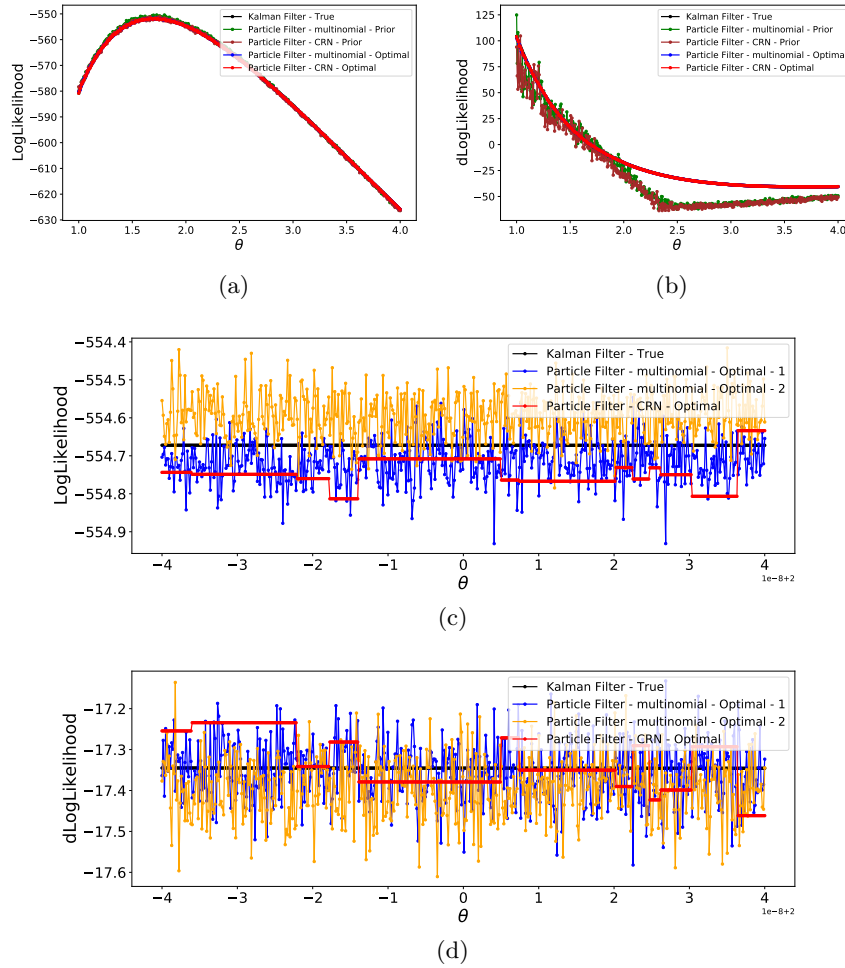 LogLikelihood
−550
−560
−570
−580
−590
−600
−610
−620
−630
Kalman Filter - True
Particle Filter - multinomial - Prior
Particle Filter - CRN - Prior
Particle Filter - multinomial - Optimal
Particle Filter - CRN - Optimal
1.0 1.5 2.0 2.5 3.0 3.5 4.0
θ
(a)
dLogLikelihood
125
100
75
50
25
0
−25
−50
Kalman Filter - True
Particle Filter - multinomial - Prior
Particle Filter - CRN - Prior
Particle Filter - multinomial - Optimal
Particle Filter - CRN - Optimal
1.0 1.5 2.0 2.5 3.0 3.5 4.0
θ
(b)
LogLikelihood
−554.4
−554.5
−554.6
−554.7
−554.8
−554.9
Kalman Filter - True
Particle Filter - multinomial - Optimal - 1
Particle Filter - multinomial - Optimal - 2
Particle Filter - CRN - Optimal
−4 −3 −2 −1 0 1 2 3 4
θ
1e−8+2
(c)
dLogLikelihood
−17.2
−17.3
−17.4
−17.5
−17.6
Kalman Filter - True
Particle Filter - multinomial - Optimal - 1
Particle Filter - multinomial - Optimal - 2
Particle Filter - CRN - Optimal
−4 −3 −2 −1 0 1 2 3 4
θ
1e−8+2
(d)